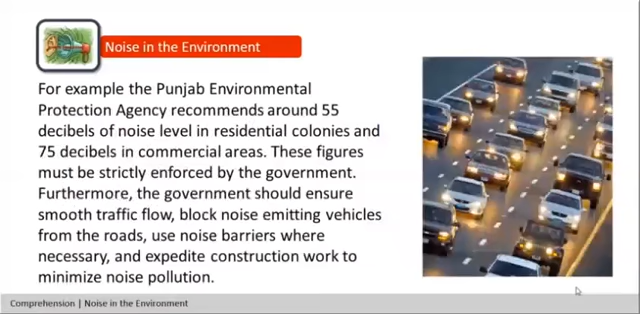 Noise in the Environment
For example the Punjab Environmental
Protection Agency recommends around 55
decibels of noise level in residential colonies and
75 decibels in commercial areas. These figures
must be strictly enforced by the government.
Furthermore, the government should ensure
smooth traffic flow, block noise emitting vehicles
from the roads, use noise barriers where
necessary, and expedite construction work to
minimize noise pollution.
Comprehension | Noise in the Environment